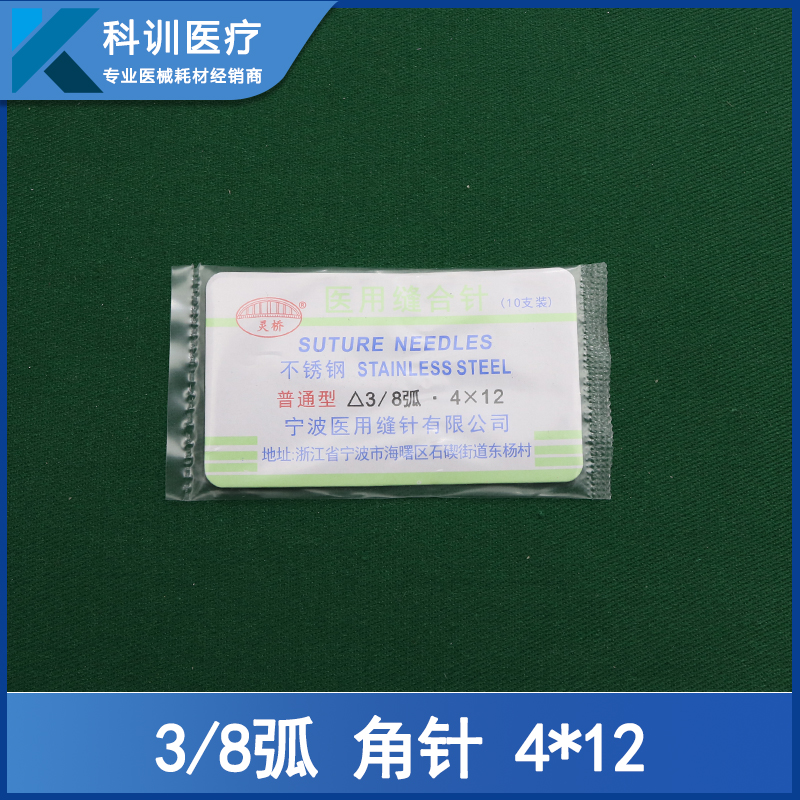 科训医疗
专业医械耗材经销商
医用缝合针 (10支装)
灵桥®
SUTURE NEEDLES
不锈钢 STAINLESS STEEL
普通型 △3/8弧 · 4×12
宁波医用缝针有限公司
地址:浙江省宁波市海曙区石碶街道东杨村
3/8弧 角针 4*12